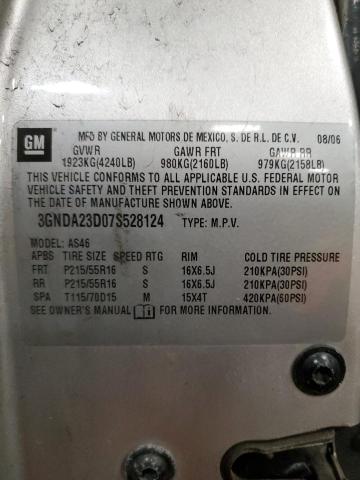 GM
MFD BY GENERAL MOTORS DE MEXICO, S. DE R.L. DE C.V. 08/06
GVWR GAWR FRT GAWR RR
1923KG(4240LB) 980KG(2160LB) 979KG(2158LB)
THIS VEHICLE CONFORMS TO ALL APPLICABLE U.S. FEDERAL MOTOR
VEHICLE SAFETY AND THEFT PREVENTION STANDARDS IN EFFECT ON
THE DATE OF MANUFACTURE SHOWN ABOVE.
3GNDA23D07S528124 TYPE: M.P.V.
MODEL: AS46
APBS TIRE SIZE SPEED RTG RIM COLD TIRE PRESSURE
FRT P215/55R16 S 16X6.5J 210KPA(30PSI)
RR P215/55R16 S 16X6.5J 210KPA(30PSI)
SPA T115/70D15 M 15X4T 420KPA(60PSI)
SEE OWNER'S MANUAL FOR MORE INFORMATION.